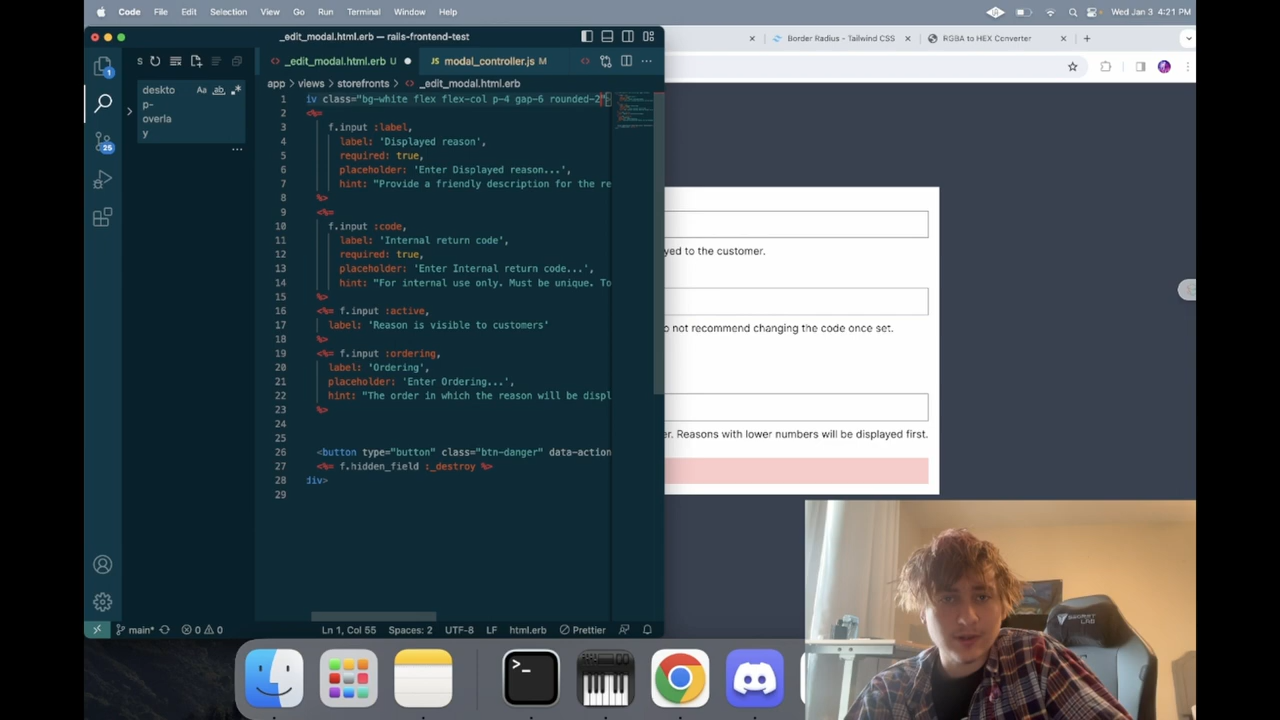 Code File Edit Selection View Go Run Terminal Window Help Wed Jan 3 4:21 PM
_edit_modal.html.erb — rails-frontend-test
Border Radius - Tailwind CSS
RGBA to HEX Converter
_edit_modal.html.erb U
JS modal_controller.js M
app > views > storefronts > _edit_modal.html.erb
S
deskto
p-
overla
y
Aa ab
1
25
1 iv class="bg-white flex flex-col p-4 gap-6 rounded-2"
2 <%=
3 f.input :label,
4 label: 'Displayed reason',
5 required: true,
6 placeholder: 'Enter Displayed reason...',
7 hint: "Provide a friendly description for the re
8 %>
9 <%=
10 f.input :code,
11 label: 'Internal return code',
12 required: true,
13 placeholder: 'Enter Internal return code...',
14 hint: "For internal use only. Must be unique. To
15 %>
16 <%= f.input :active,
17 label: 'Reason is visible to customers'
18 %>
19 <%= f.input :ordering,
20 label: 'Ordering',
21 placeholder: 'Enter Ordering...',
22 hint: "The order in which the reason will be displ
23 %>
24
25
26 <button type="button" class="btn-danger" data-action
27 <%= f.hidden_field :_destroy %>
28 div>
29
yed to the customer.
o not recommend changing the code once set.
er. Reasons with lower numbers will be displayed first.
main* 0 0 Ln 1, Col 55 Spaces: 2 UTF-8 LF html.erb Prettier
>_
SECRETLAB